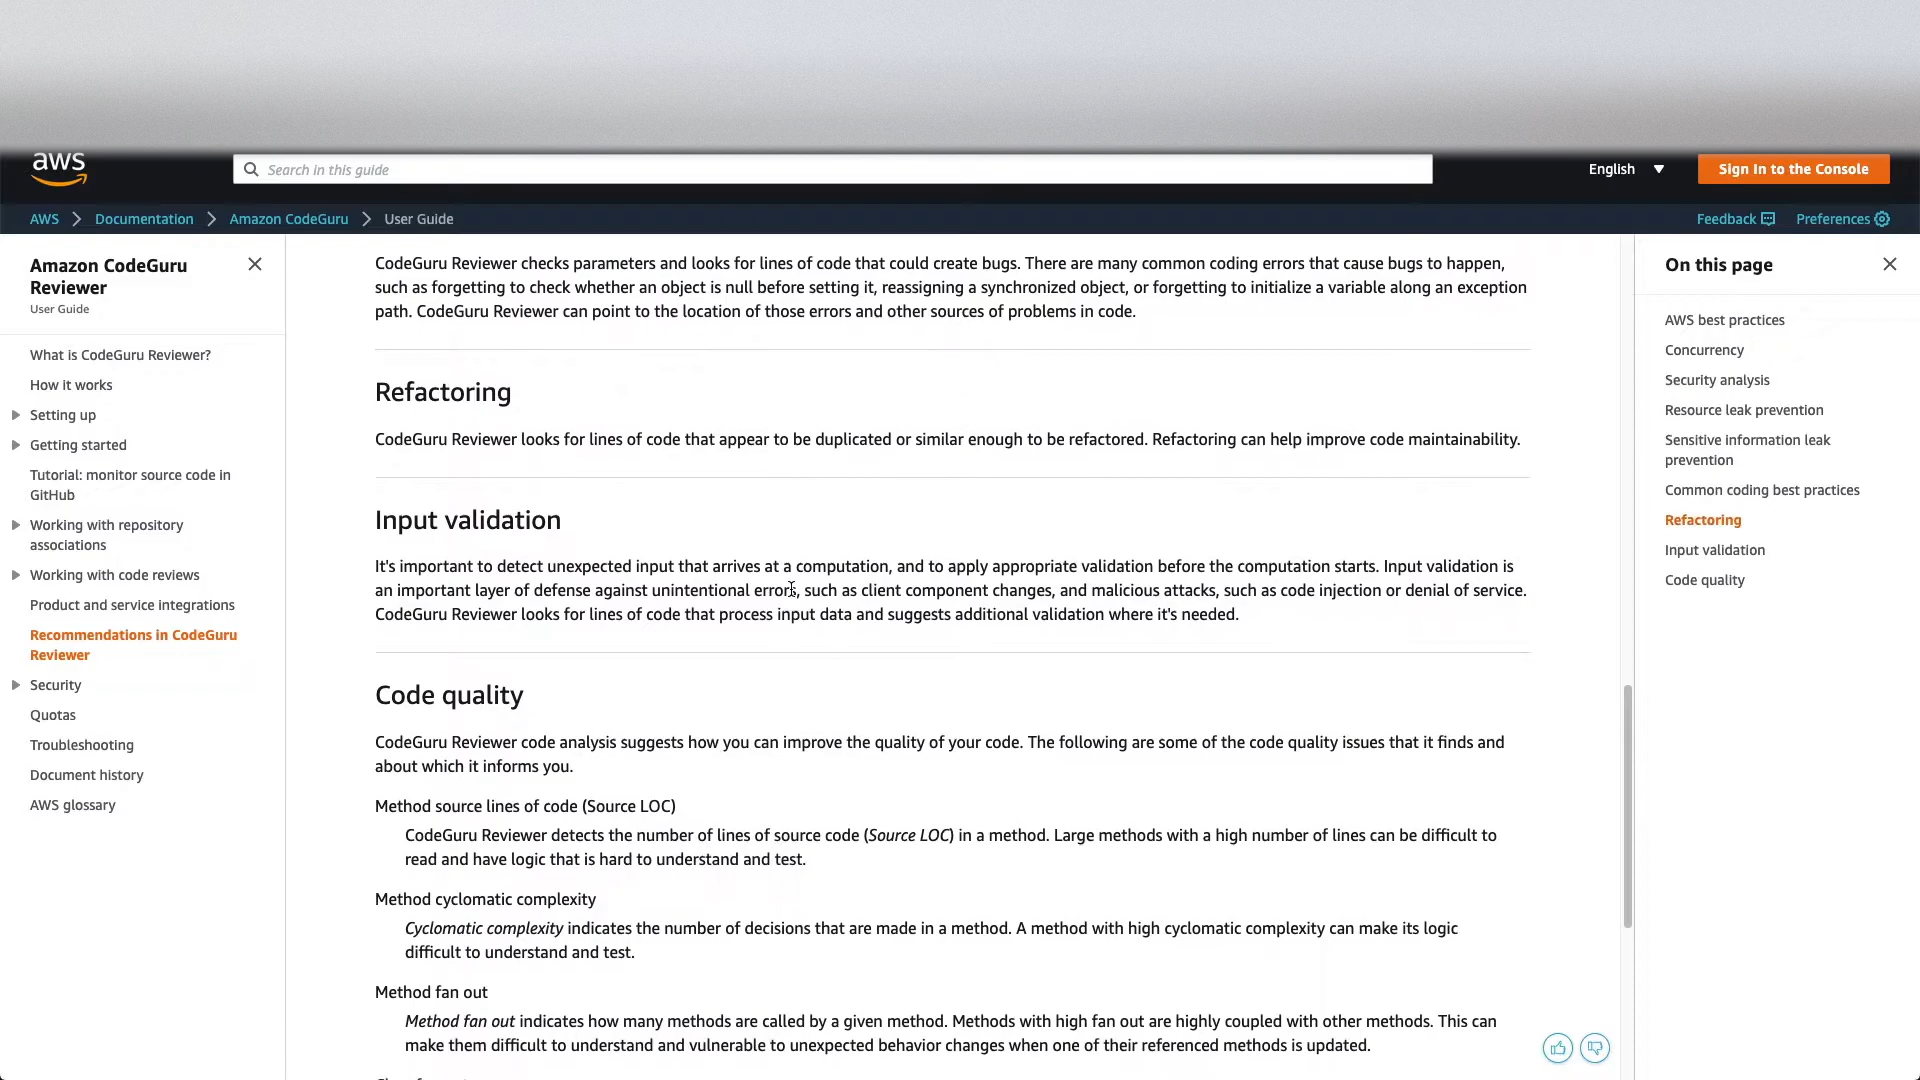 aws
Search in this guide
English
Sign In to the Console
AWS
Documentation
Amazon CodeGuru
User Guide
Feedback
Preferences
Amazon CodeGuru
Reviewer
User Guide
What is CodeGuru Reviewer?
How it works
Setting up
Getting started
Tutorial: monitor source code in
GitHub
Working with repository
associations
Working with code reviews
Product and service integrations
Recommendations in CodeGuru
Reviewer
Security
Quotas
Troubleshooting
Document history
AWS glossary
CodeGuru Reviewer checks parameters and looks for lines of code that could create bugs. There are many common coding errors that cause bugs to happen,
such as forgetting to check whether an object is null before setting it, reassigning a synchronized object, or forgetting to initialize a variable along an exception
path. CodeGuru Reviewer can point to the location of those errors and other sources of problems in code.
Refactoring
CodeGuru Reviewer looks for lines of code that appear to be duplicated or similar enough to be refactored. Refactoring can help improve code maintainability.
Input validation
It's important to detect unexpected input that arrives at a computation, and to apply appropriate validation before the computation starts. Input validation is
an important layer of defense against unintentional errors, such as client component changes, and malicious attacks, such as code injection or denial of service.
CodeGuru Reviewer looks for lines of code that process input data and suggests additional validation where it's needed.
Code quality
CodeGuru Reviewer code analysis suggests how you can improve the quality of your code. The following are some of the code quality issues that it finds and
about which it informs you.
Method source lines of code (Source LOC)
CodeGuru Reviewer detects the number of lines of source code (Source LOC) in a method. Large methods with a high number of lines can be difficult to
read and have logic that is hard to understand and test.
Method cyclomatic complexity
Cyclomatic complexity indicates the number of decisions that are made in a method. A method with high cyclomatic complexity can make its logic
difficult to understand and test.
Method fan out
Method fan out indicates how many methods are called by a given method. Methods with high fan out are highly coupled with other methods. This can
make them difficult to understand and vulnerable to unexpected behavior changes when one of their referenced methods is updated.
On this page
AWS best practices
Concurrency
Security analysis
Resource leak prevention
Sensitive information leak
prevention
Common coding best practices
Refactoring
Input validation
Code quality